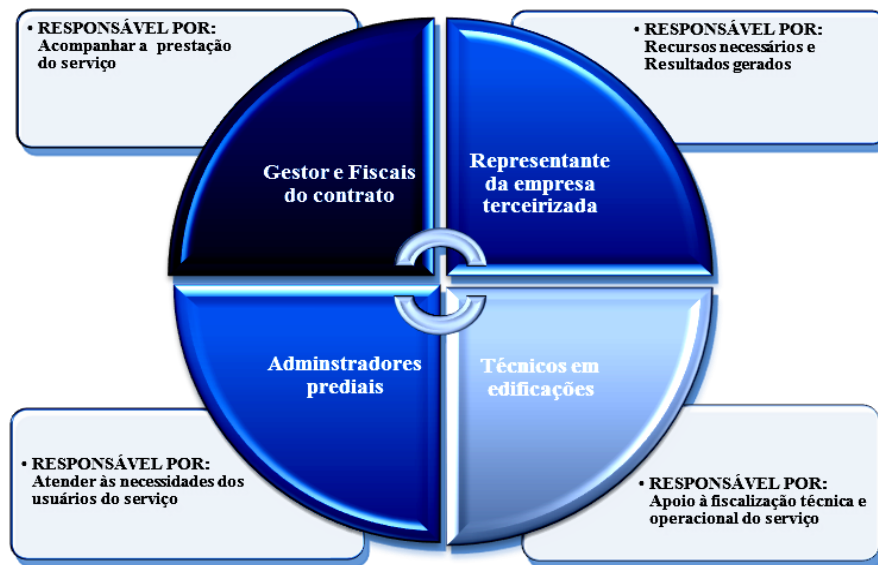 • RESPONSÁVEL POR:
Acompanhar a prestação
do serviço
• RESPONSÁVEL POR:
Recursos necessários e
Resultados gerados
Gestor e Fiscais
do contrato
Representante
da empresa
terceirizada
Adminstradores
prediais
Técnicos em
edificações
• RESPONSÁVEL POR:
Atender às necessidades dos
usuários do serviço
• RESPONSÁVEL POR:
Apoio à fiscalização técnica e
operacional do serviço